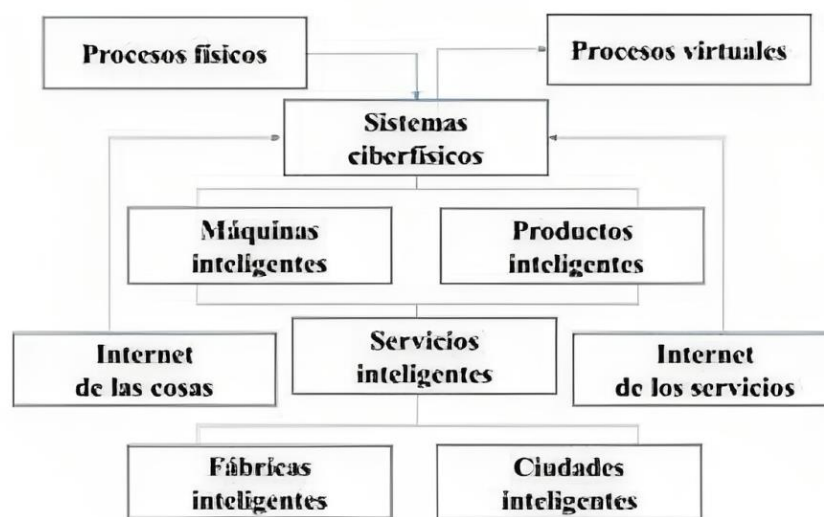 Procesos físicos
Procesos virtuales
Sistemas
ciberfísicos
Máquinas
inteligentes
Productos
inteligentes
Internet
de las cosas
Servicios
inteligentes
Internet
de los servicios
Fábricas
inteligentes
Ciudades
inteligentes